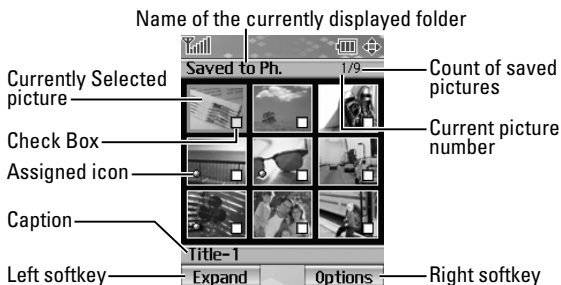 Name of the currently displayed folder
Saved to Ph. 1/9
Currently Selected
picture
Count of saved
pictures
Check Box
Current picture
number
Assigned icon
Caption
Title-1
Left softkey
Expand Options
Right softkey